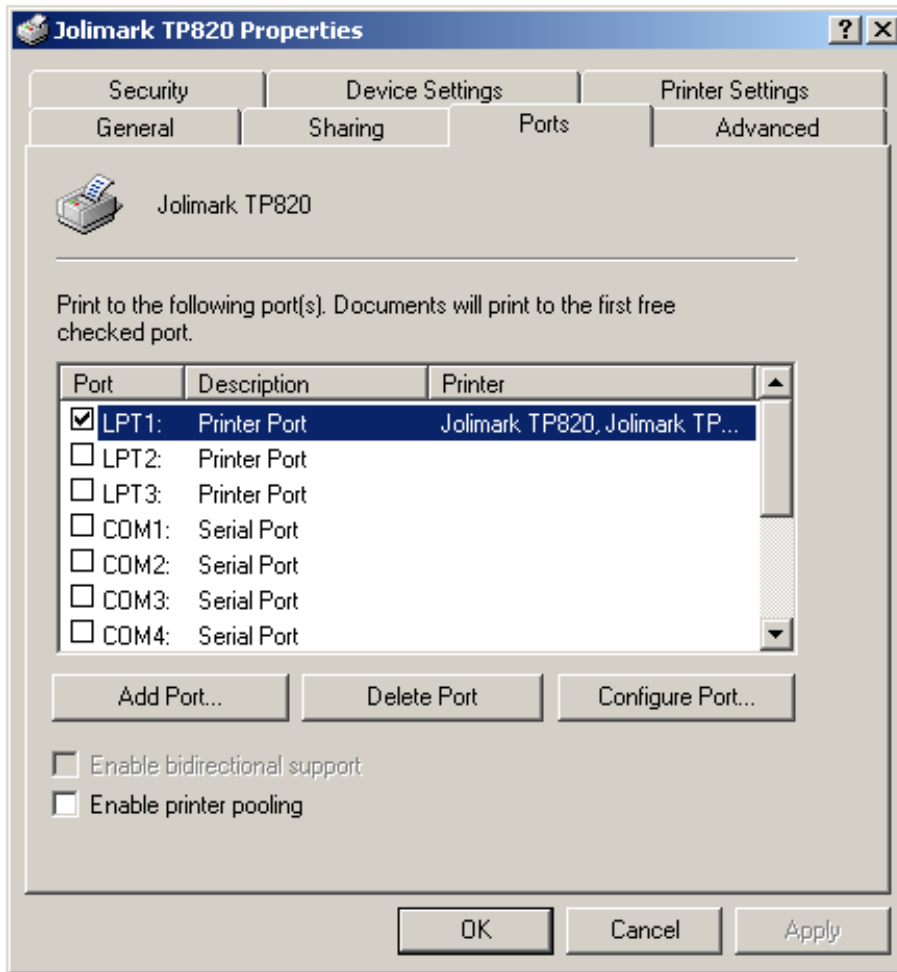 Jolimark TP820 Properties
Security Device Settings Printer Settings
General Sharing Ports Advanced
Jolimark TP820
Print to the following port(s). Documents will print to the first free
checked port.
Port Description Printer
LPT1: Printer Port Jolimark TP820, Jolimark TP...
LPT2: Printer Port
LPT3: Printer Port
COM1: Serial Port
COM2: Serial Port
COM3: Serial Port
COM4: Serial Port
Add Port... Delete Port Configure Port...
Enable bidirectional support
Enable printer pooling
OK Cancel Apply